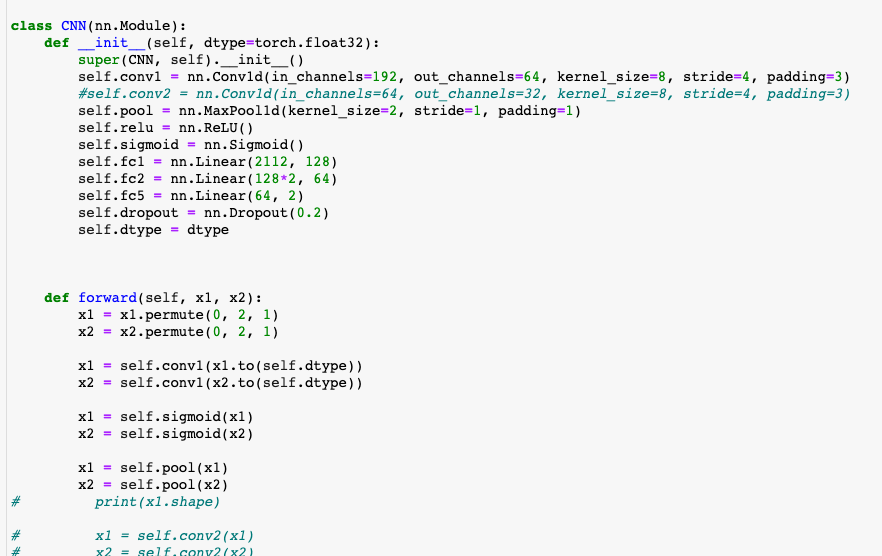 class CNN(nn.Module):
    def __init__(self, dtype=torch.float32):
        super(CNN, self).__init__()
        self.conv1 = nn.Conv1d(in_channels=192, out_channels=64, kernel_size=8, stride=4, padding=3)
        #self.conv2 = nn.Conv1d(in_channels=64, out_channels=32, kernel_size=8, stride=4, padding=3)
        self.pool = nn.MaxPool1d(kernel_size=2, stride=1, padding=1)
        self.relu = nn.ReLU()
        self.sigmoid = nn.Sigmoid()
        self.fc1 = nn.Linear(2112, 128)
        self.fc2 = nn.Linear(128*2, 64)
        self.fc5 = nn.Linear(64, 2)
        self.dropout = nn.Dropout(0.2)
        self.dtype = dtype
    def forward(self, x1, x2):
        x1 = x1.permute(0, 2, 1)
        x2 = x2.permute(0, 2, 1)
        x1 = self.conv1(x1.to(self.dtype))
        x2 = self.conv1(x2.to(self.dtype))
        x1 = self.sigmoid(x1)
        x2 = self.sigmoid(x2)
        x1 = self.pool(x1)
        x2 = self.pool(x2)
#         print(x1.shape)
#         x1 = self.conv2(x1)
#         x2 = self.conv2(x2)